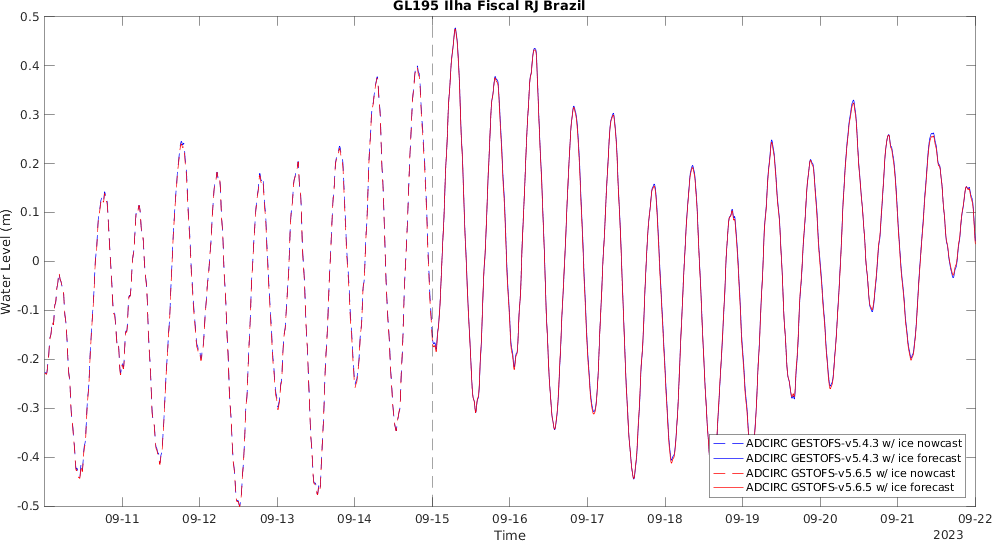 GL195 Ilha Fiscal RJ Brazil
0.5
0.4
0.3
0.2
0.1
0
-0.1
-0.2
-0.3
-0.4
-0.5
Water Level (m)
ADCIRC GESTOFS-v5.4.3 w/ ice nowcast
ADCIRC GESTOFS-v5.4.3 w/ ice forecast
ADCIRC GSTOFS-v5.6.5 w/ ice nowcast
ADCIRC GSTOFS-v5.6.5 w/ ice forecast
09-11 09-12 09-13 09-14 09-15 09-16 09-17 09-18 09-19 09-20 09-21 09-22
Time
2023